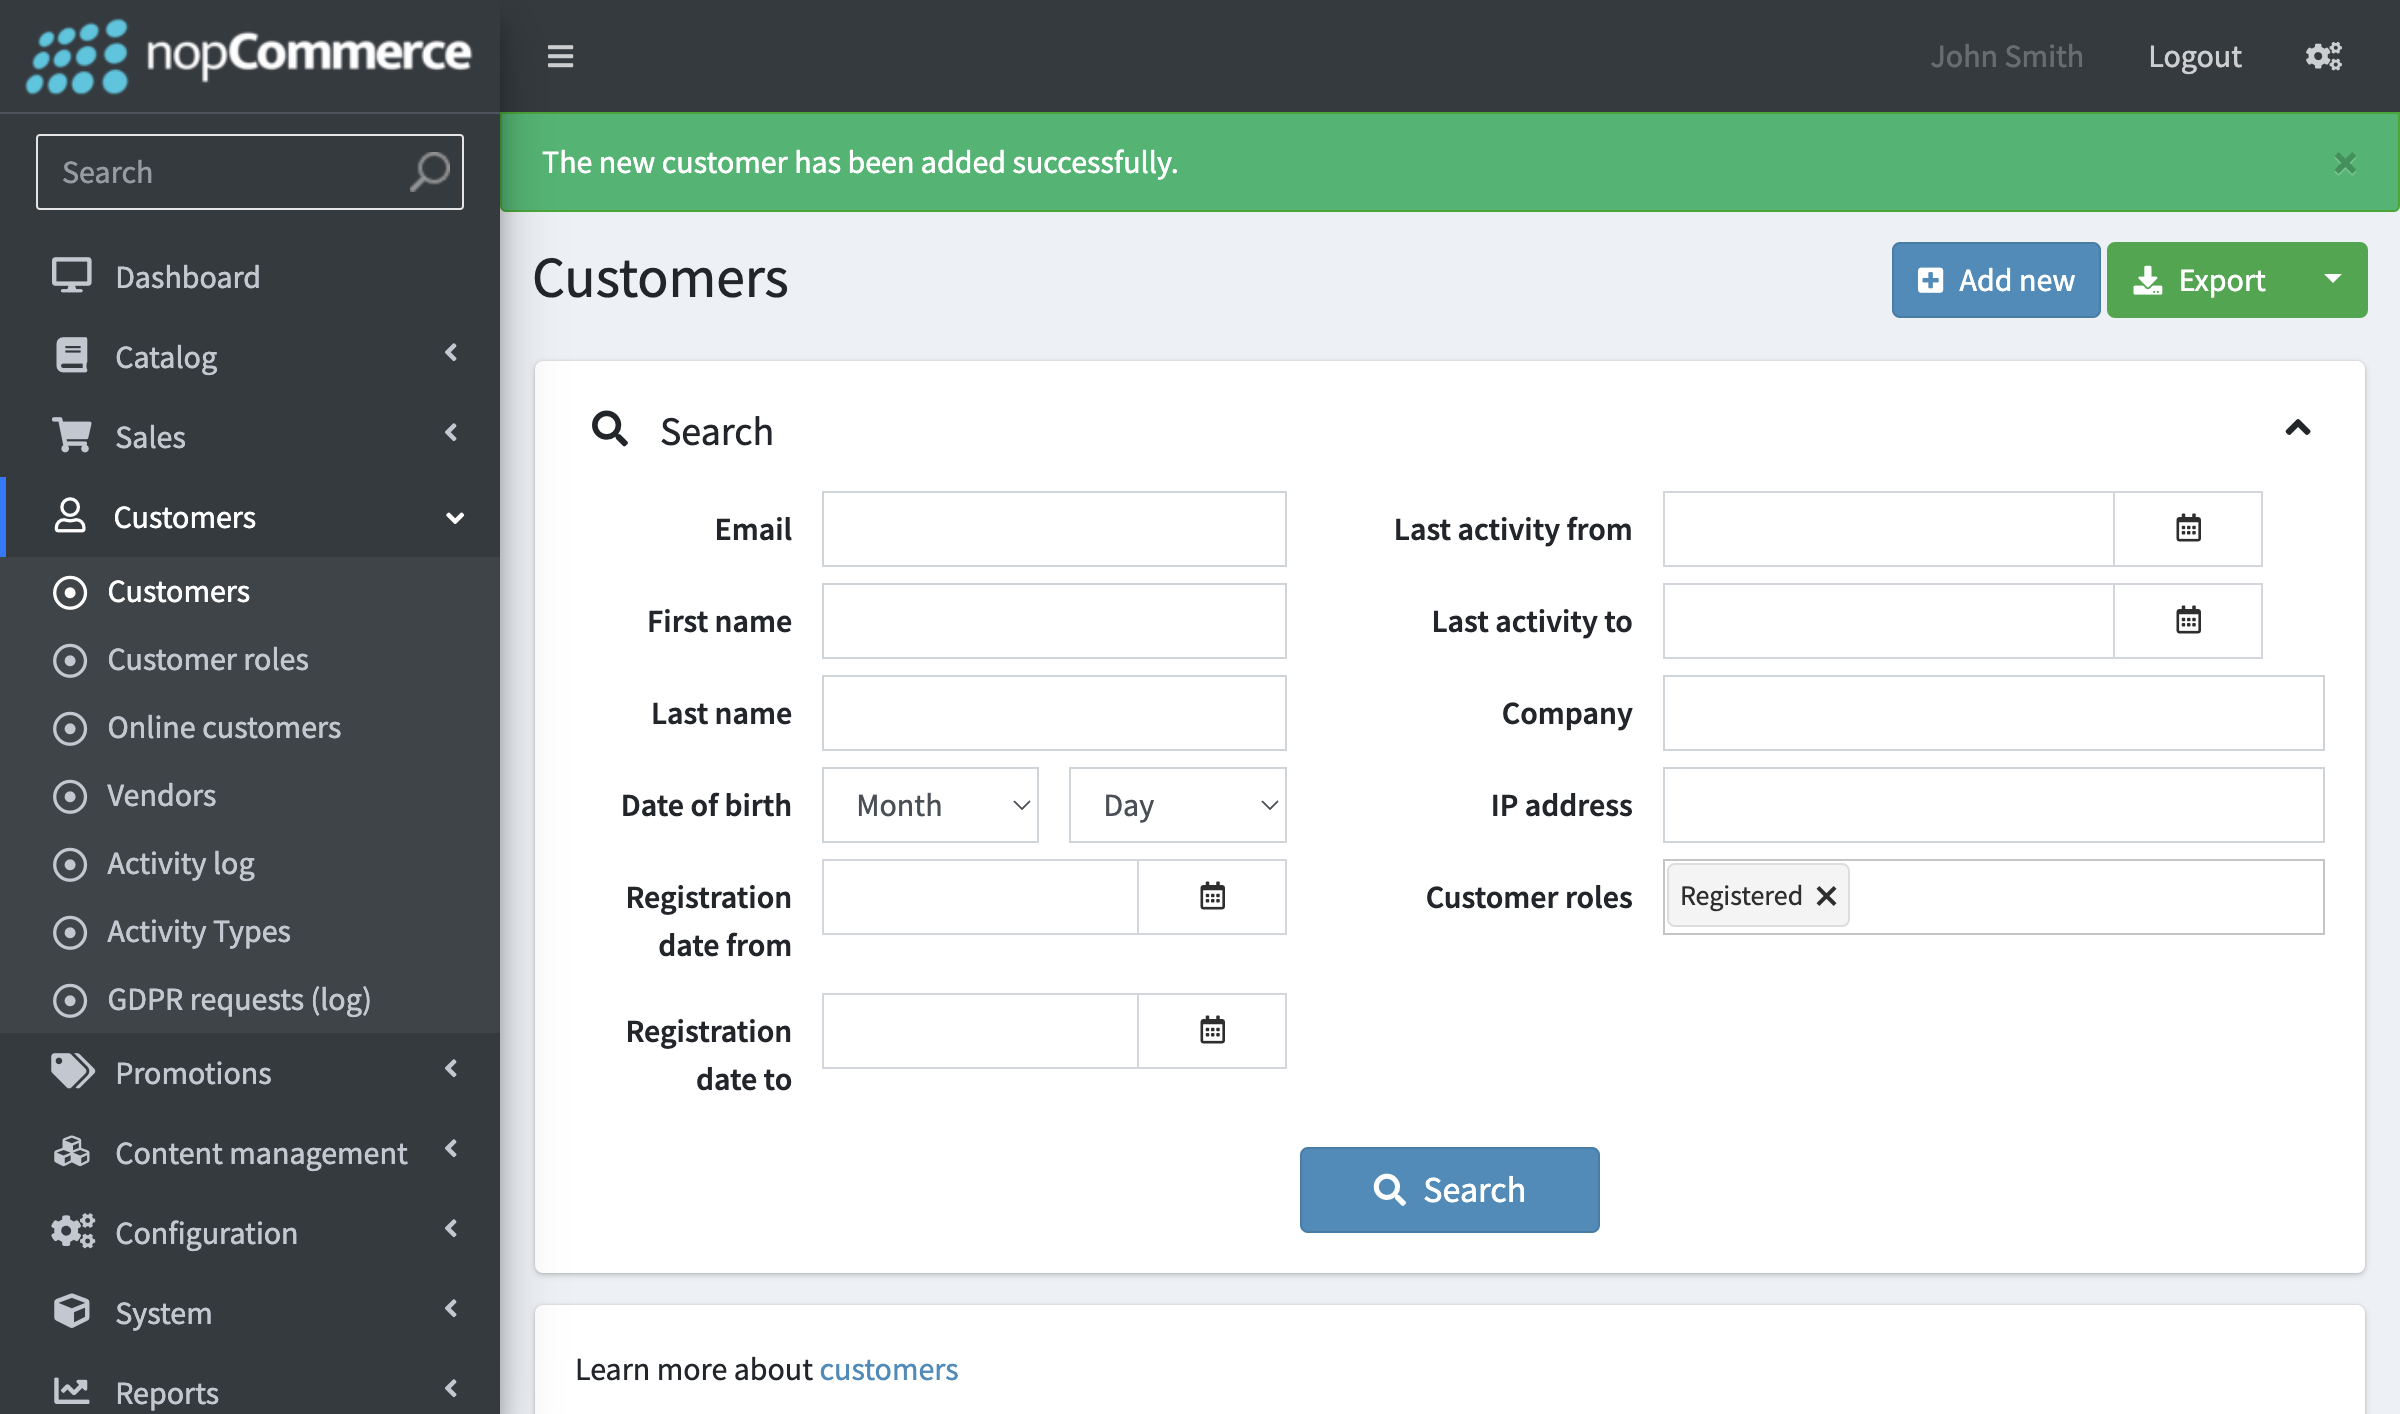 nopCommerce
John Smith
Logout
Search
The new customer has been added successfully.
Dashboard
Catalog
Sales
Customers
Customers
Customer roles
Online customers
Vendors
Activity log
Activity Types
GDPR requests (log)
Promotions
Content management
Configuration
System
Reports
Customers
Add new
Export
Search
Email
Last activity from
First name
Last activity to
Last name
Company
Date of birth
Month
Day
IP address
Registration
date from
Customer roles
Registered
Registration
date to
Search
Learn more about customers